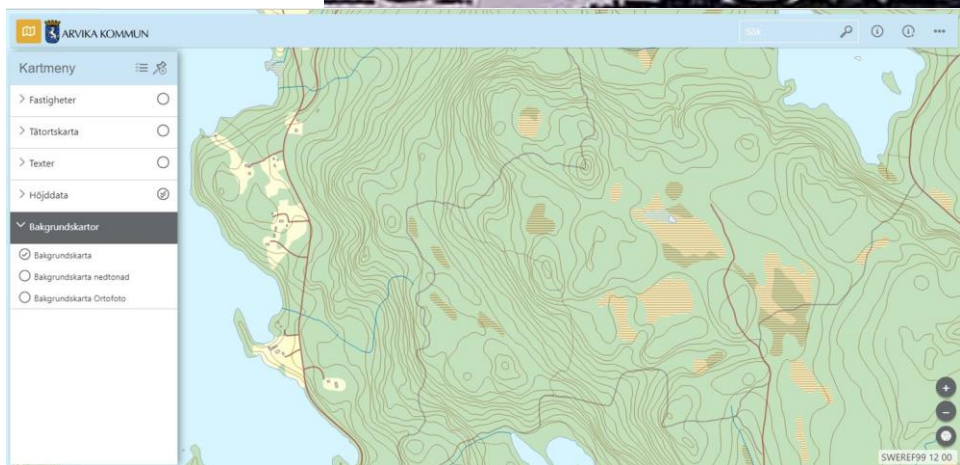 ARVIKA KOMMUN
Sök
Kartmeny
Fastigheter
Tätortskarta
Texter
Höjddata
Bakgrundskartor
Bakgrundskarta
Bakgrundskarta nedtonad
Bakgrundskarta Ortofoto
SWEREF99 12 00